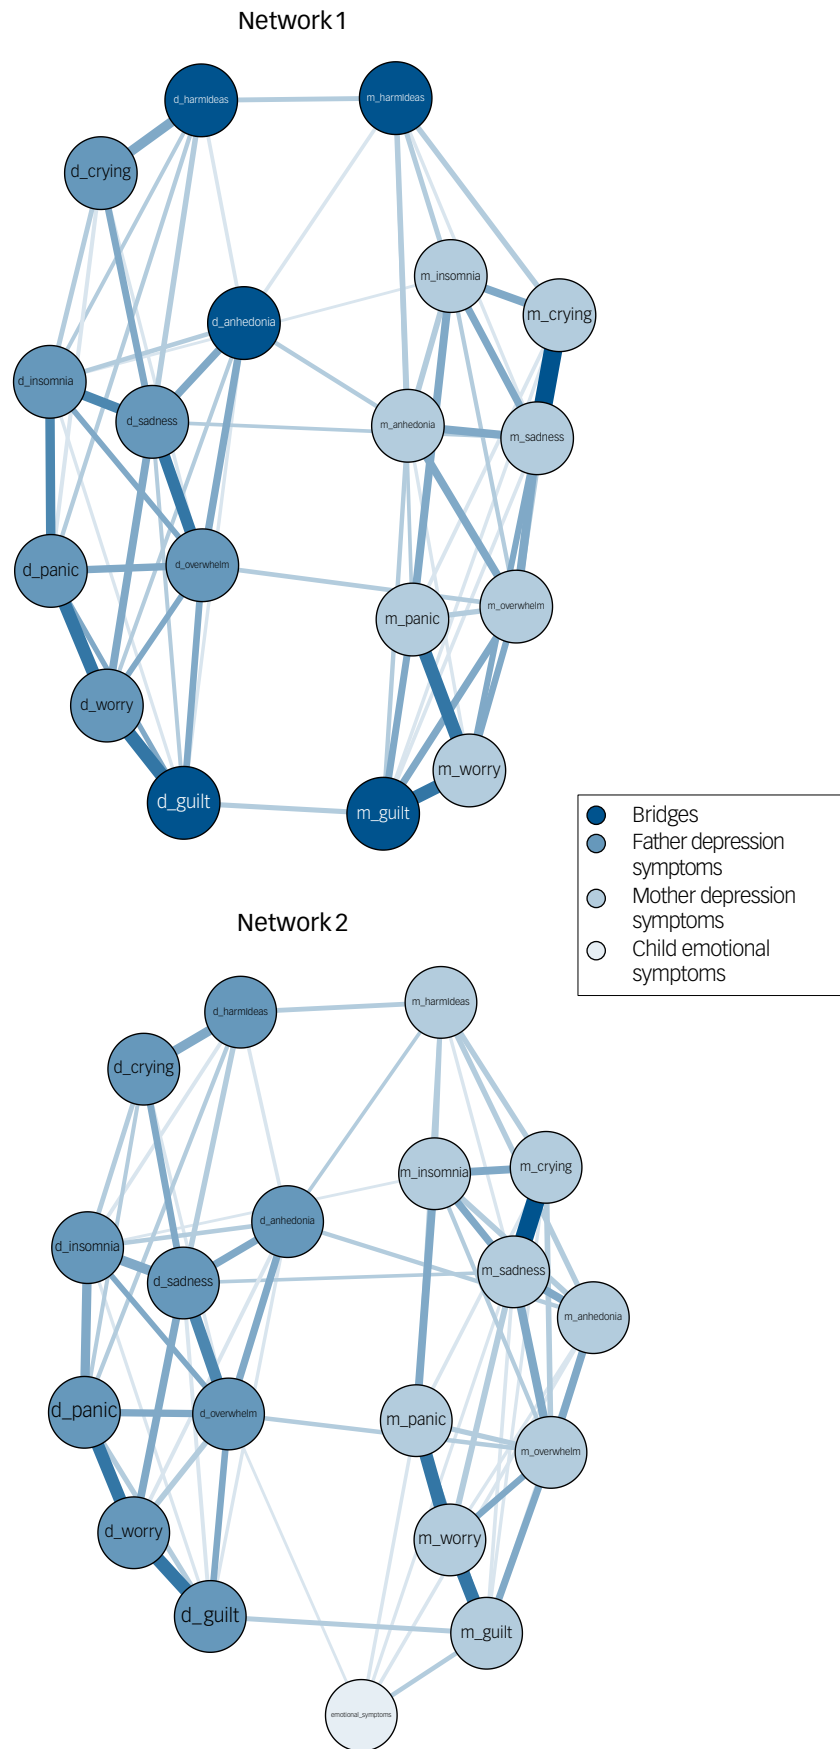 Network 1
d_harmideas
m_harmideas
d_crying
m_insomnia
m_crying
d_anhedonia
d_insomnia
d_sadness
m_anhedonia
m_sadness
d_panic
d_overwhelm
m_panic
m_overwhelm
d_worry
m_worry
d_guilt
m_guilt
Bridges
Father depression
symptoms
Mother depression
symptoms
Child emotional
symptoms
Network 2
d_harmideas
m_harmideas
d_crying
m_insomnia
m_crying
d_anhedonia
d_insomnia
d_sadness
m_sadness
m_anhedonia
d_panic
d_overwhelm
m_panic
m_overwhelm
d_worry
m_worry
d_guilt
m_guilt
emotional_symptoms